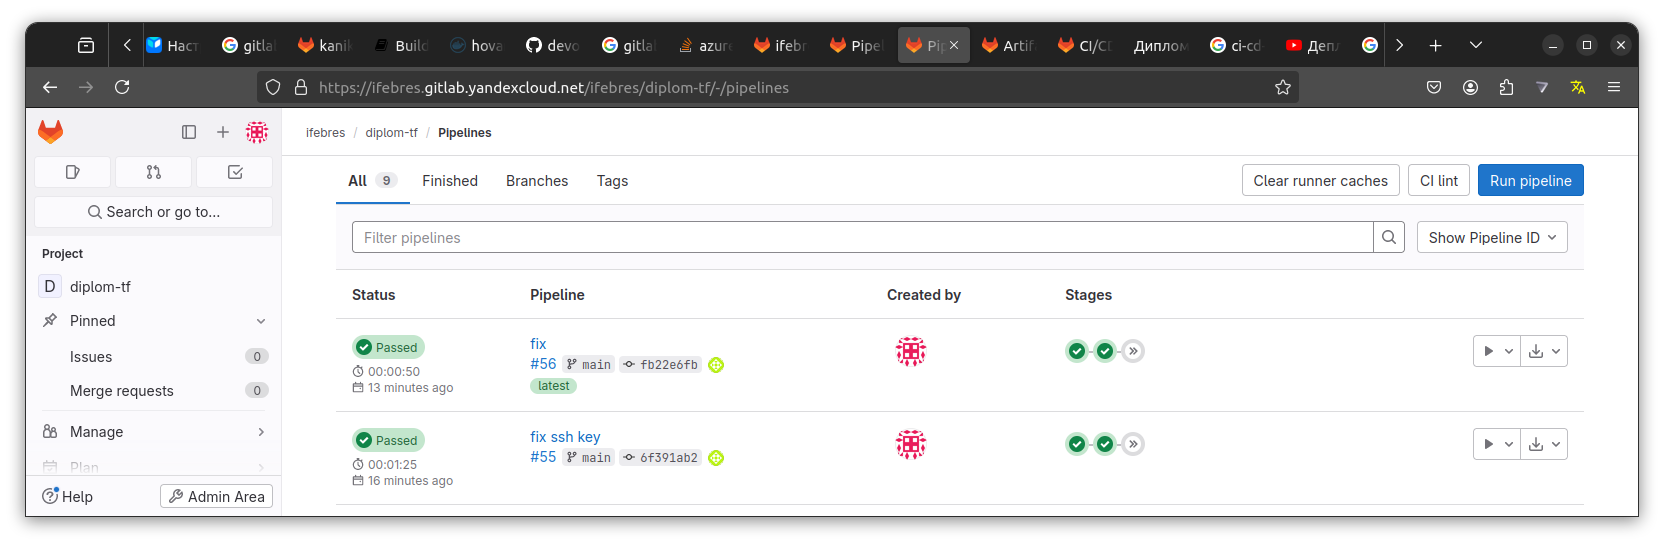 Наст gitla kanik Build hova devo gitla azure ifebr Pipel Pip Artif CI/CD Диплом ci-cd- Депл
https://ifebres.gitlab.yandexcloud.net/ifebres/diplom-tf/-/pipelines
ifebres / diplom-tf / Pipelines
All 9 Finished Branches Tags
Clear runner caches CI lint Run pipeline
Search or go to...
Filter pipelines
Show Pipeline ID
Project
D diplom-tf
Pinned
Issues 0
Merge requests 0
Manage
Plan
Help
Admin Area
Status Pipeline Created by Stages
Passed
00:00:50
13 minutes ago
fix
#56 main fb22e6fb
latest
Passed
00:01:25
16 minutes ago
fix ssh key
#55 main 6f391ab2